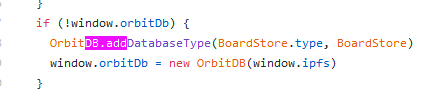 }
if (!window.orbitDb) {
OrbitDB.addDatabaseType(BoardStore.type, BoardStore)
window.orbitDb = new OrbitDB(window.ipfs)
}